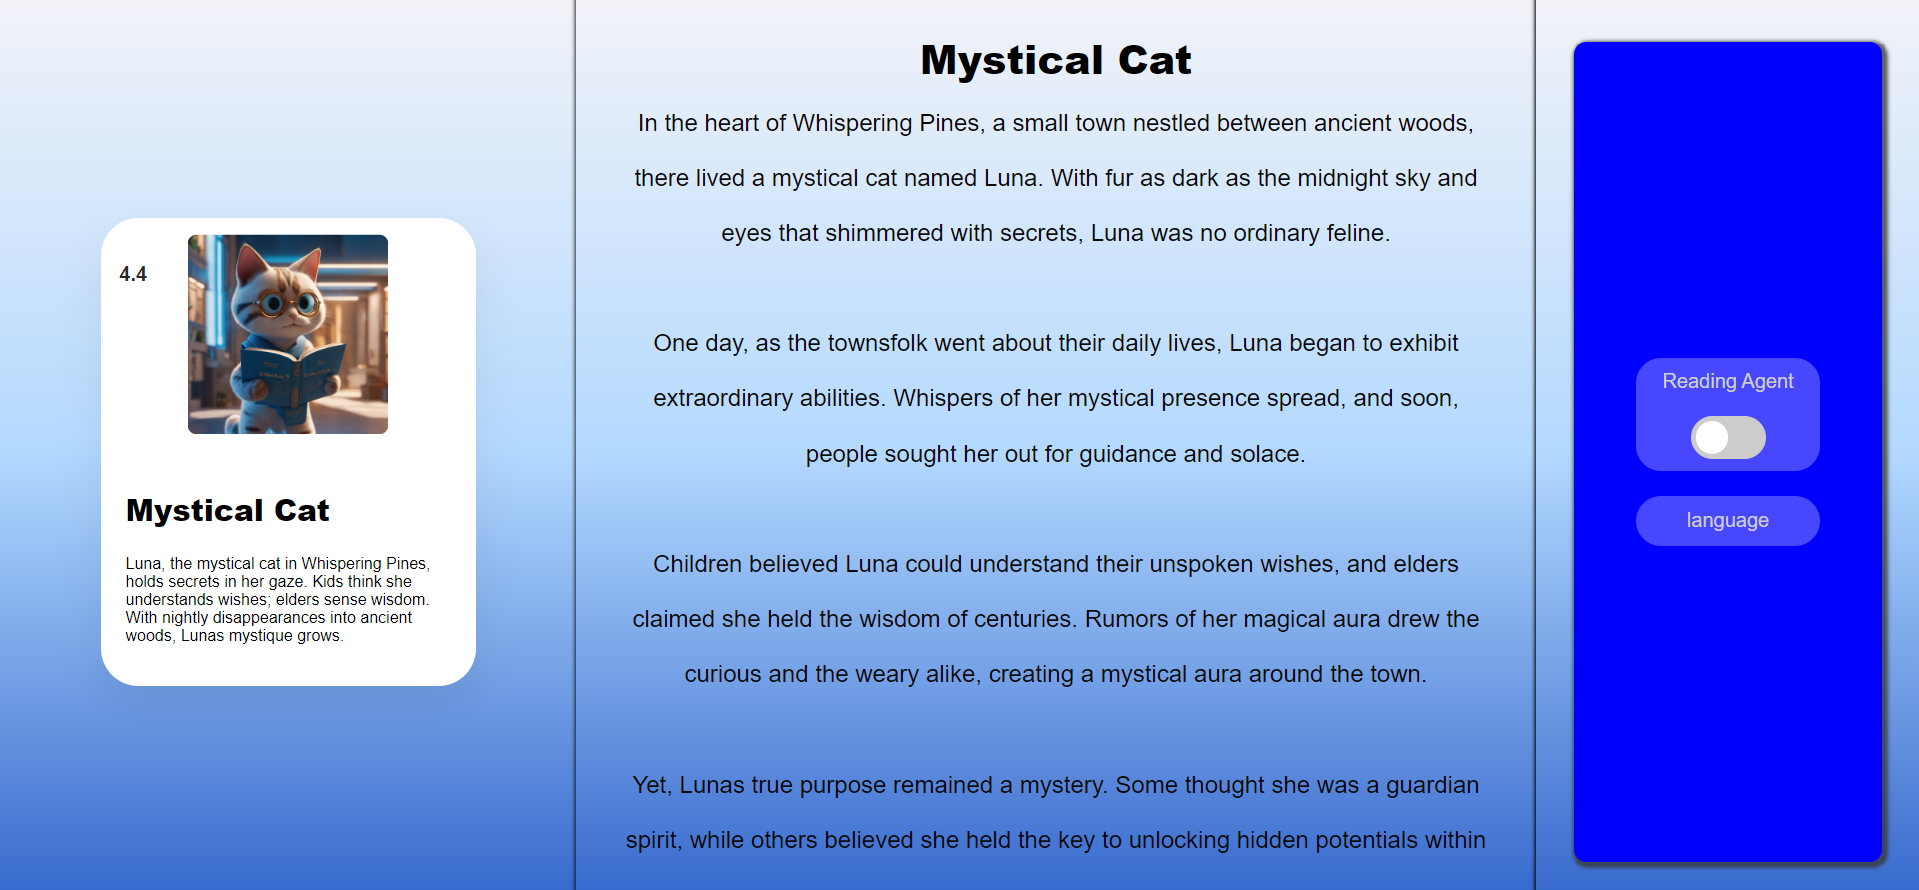 4.4
Mystical Cat
Luna, the mystical cat in Whispering Pines,
holds secrets in her gaze. Kids think she
understands wishes; elders sense wisdom.
With nightly disappearances into ancient
woods, Lunas mystique grows.
Mystical Cat
In the heart of Whispering Pines, a small town nestled between ancient woods,
there lived a mystical cat named Luna. With fur as dark as the midnight sky and
eyes that shimmered with secrets, Luna was no ordinary feline.
One day, as the townsfolk went about their daily lives, Luna began to exhibit
extraordinary abilities. Whispers of her mystical presence spread, and soon,
people sought her out for guidance and solace.
Children believed Luna could understand their unspoken wishes, and elders
claimed she held the wisdom of centuries. Rumors of her magical aura drew the
curious and the weary alike, creating a mystical aura around the town.
Yet, Lunas true purpose remained a mystery. Some thought she was a guardian
spirit, while others believed she held the key to unlocking hidden potentials within
Reading Agent
language